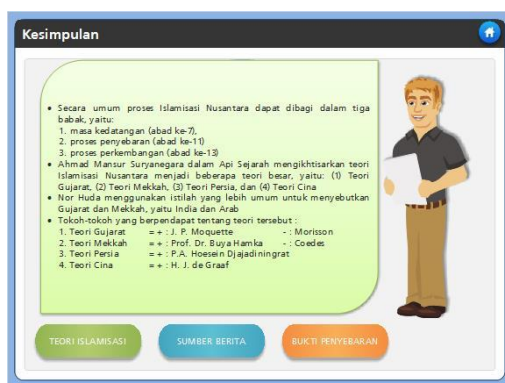 Kesimpulan
• Secara umum proses Islamisasi Nusantara dapat dibagi dalam tiga
babak, yaitu:
1. masa kedatangan (abad ke-7),
2. proses penyebaran (abad ke-11)
3. proses perkembangan (abad ke-13)
• Ahmad Mansur Suryanegara dalam Api Sejarah mengikhtisarkan teori
Islamisasi Nusantara menjadi beberapa teori besar, yaitu: (1) Teori
Gujarat, (2) Teori Mekkah, (3) Teori Persia, dan (4) Teori Cina
• Nor Huda menggunakan istilah yang lebih umum untuk menyebutkan
Gujarat dan Mekkah, yaitu India dan Arab
• Tokoh-tokoh yang berpendapat tentang teori tersebut :
1. Teori Gujarat = + : J. P. Moquette - : Morisson
2. Teori Mekkah = + : Prof. Dr. Buya Hamka - : Coedes
3. Teori Persia = + : P.A. Hoesein Djajadiningrat
4. Teori Cina = + : H. J. de Graaf
TEORI ISLAMISASI SUMBER BERITA BUKTI PENYEBARAN